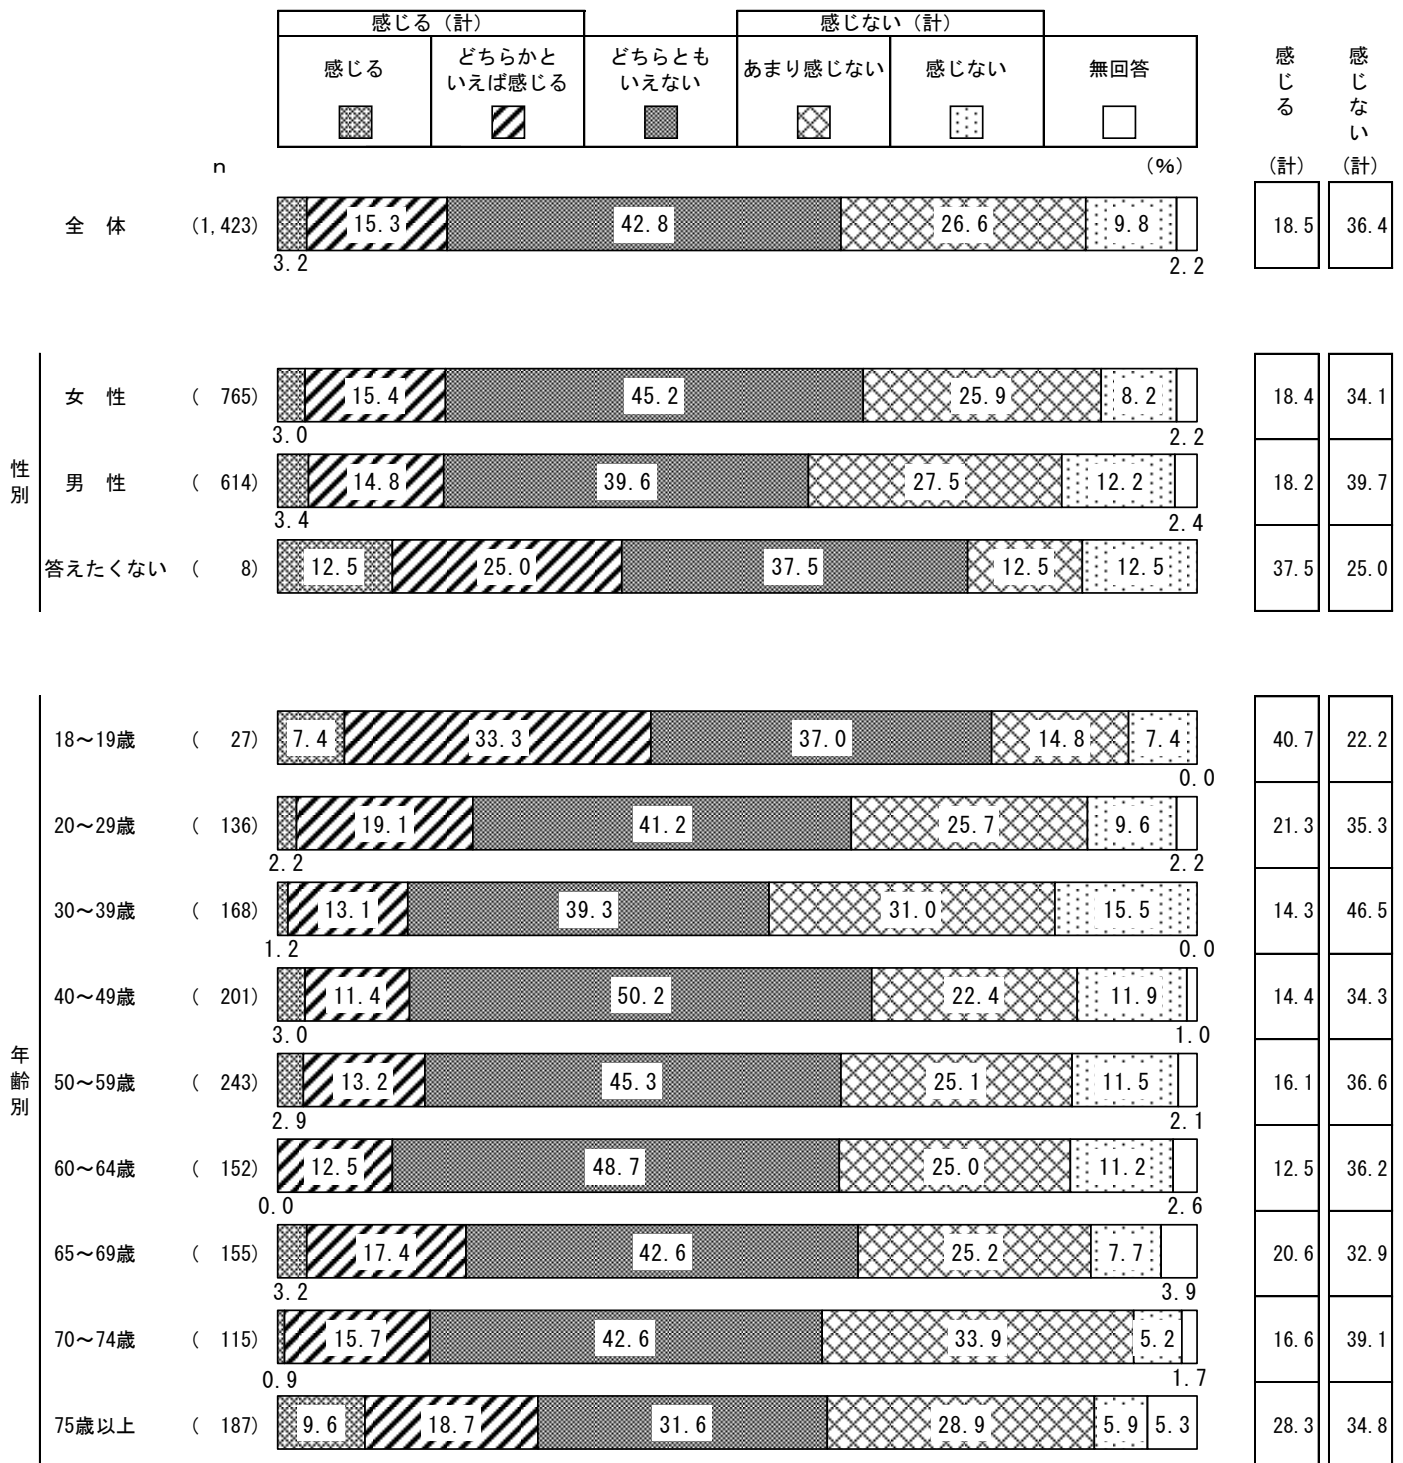 感じる（計）
感じない（計）
感じる
どちらかと
いえば感じる
どちらとも
いえない
あまり感じない
感じない
無回答
感じる（計）
感じない（計）
n
（%）
全 体 (1,423) 15.3 42.8 26.6 9.8 18.5 36.4
3.2 2.2
性別
女 性 ( 765) 15.4 45.2 25.9 8.2 18.4 34.1
3.0 2.2
男 性 ( 614) 14.8 39.6 27.5 12.2 18.2 39.7
3.4 2.4
答えたくない ( 8) 12.5 25.0 37.5 12.5 12.5 37.5 25.0
年齢別
18～19歳 ( 27) 7.4 33.3 37.0 14.8 7.4 40.7 22.2
0.0
20～29歳 ( 136) 19.1 41.2 25.7 9.6 21.3 35.3
2.2 2.2
30～39歳 ( 168) 13.1 39.3 31.0 15.5 14.3 46.5
1.2 0.0
40～49歳 ( 201) 11.4 50.2 22.4 11.9 14.4 34.3
3.0 1.0
50～59歳 ( 243) 13.2 45.3 25.1 11.5 16.1 36.6
2.9 2.1
60～64歳 ( 152) 12.5 48.7 25.0 11.2 12.5 36.2
0.0 2.6
65～69歳 ( 155) 17.4 42.6 25.2 7.7 20.6 32.9
3.2 3.9
70～74歳 ( 115) 15.7 42.6 33.9 5.2 16.6 39.1
0.9 1.7
75歳以上 ( 187) 9.6 18.7 31.6 28.9 5.9 5.3 28.3 34.8